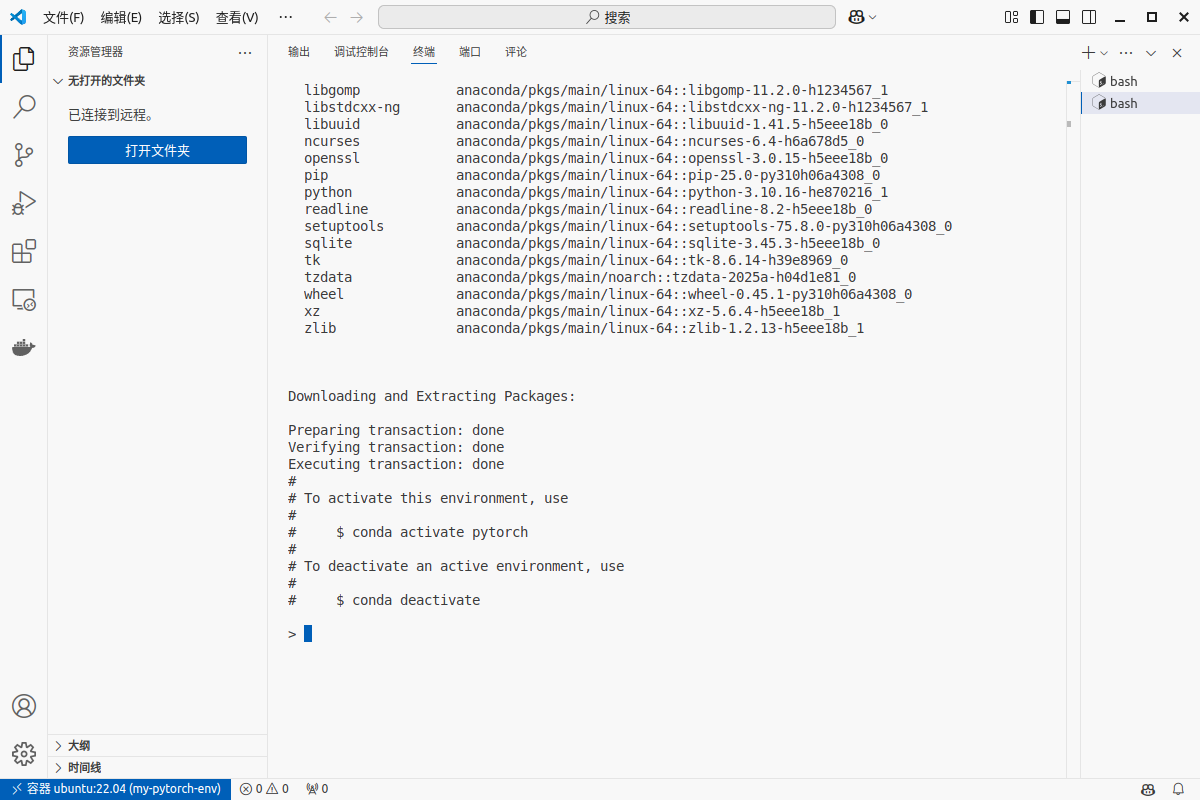 文件(F) 编辑(E) 选择(S) 查看(V) ··· 搜索
资源管理器 ···
无打开的文件夹
已连接到远程。
打开文件夹
大纲
时间线
输出 调试控制台 终端 端口 评论
libgomp anaconda/pkgs/main/linux-64::libgomp-11.2.0-h1234567_1
libstdcxx-ng anaconda/pkgs/main/linux-64::libstdcxx-ng-11.2.0-h1234567_1
libuuid anaconda/pkgs/main/linux-64::libuuid-1.41.5-h5eee18b_0
ncurses anaconda/pkgs/main/linux-64::ncurses-6.4-h6a678d5_0
openssl anaconda/pkgs/main/linux-64::openssl-3.0.15-h5eee18b_0
pip anaconda/pkgs/main/linux-64::pip-25.0-py310h06a4308_0
python anaconda/pkgs/main/linux-64::python-3.10.16-he870216_1
readline anaconda/pkgs/main/linux-64::readline-8.2-h5eee18b_0
setuptools anaconda/pkgs/main/linux-64::setuptools-75.8.0-py310h06a4308_0
sqlite anaconda/pkgs/main/linux-64::sqlite-3.45.3-h5eee18b_0
tk anaconda/pkgs/main/linux-64::tk-8.6.14-h39e8969_0
tzdata anaconda/pkgs/main/noarch::tzdata-2025a-h04d1e81_0
wheel anaconda/pkgs/main/linux-64::wheel-0.45.1-py310h06a4308_0
xz anaconda/pkgs/main/linux-64::xz-5.6.4-h5eee18b_1
zlib anaconda/pkgs/main/linux-64::zlib-1.2.13-h5eee18b_1
Downloading and Extracting Packages:
Preparing transaction: done
Verifying transaction: done
Executing transaction: done
#
# To activate this environment, use
#
# $ conda activate pytorch
#
# To deactivate an active environment, use
#
# $ conda deactivate
>
bash
bash
容器 ubuntu:22.04 (my-pytorch-env) 0 0 0